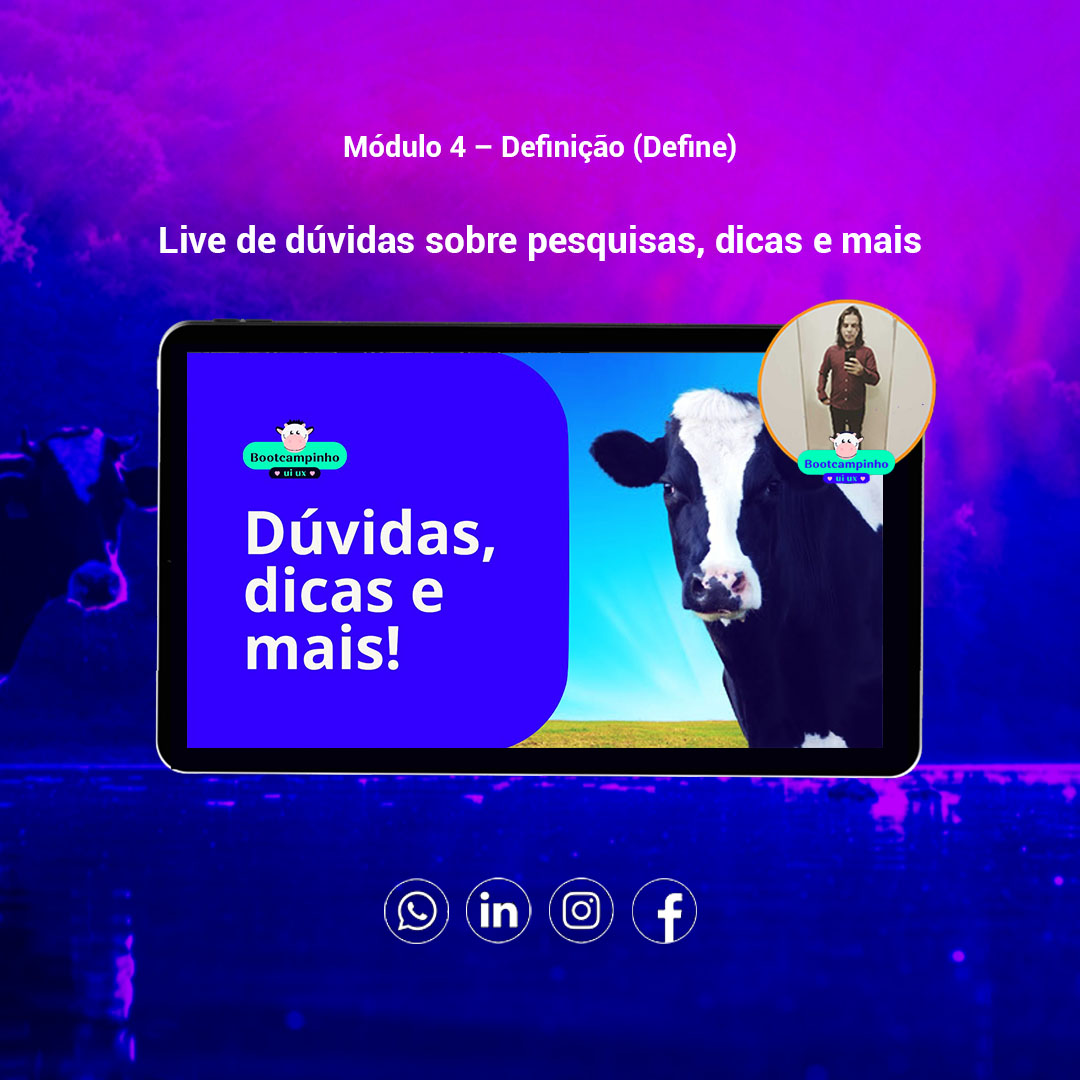 Módulo 4 – Definição (Define)
Live de dúvidas sobre pesquisas, dicas e mais
Bootcampinho
ui ux
Dúvidas,
dicas e
mais!
Bootcampinho
ui ux
in
f